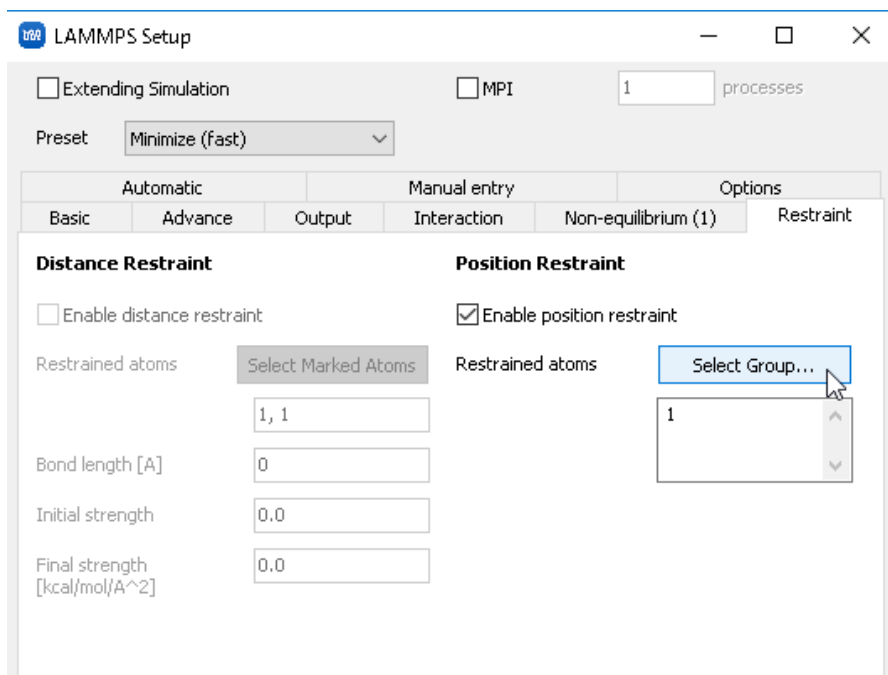 LAMMPS Setup
Extending Simulation
MPI
1
processes
Preset
Minimize (fast)
Automatic
Manual entry
Options
Basic
Advance
Output
Interaction
Non-equilibrium (1)
Restraint
Distance Restraint
Enable distance restraint
Restrained atoms
Select Marked Atoms
1, 1
Bond length [A]
0
Initial strength
0.0
Final strength
[kcal/mol/A^2]
0.0
Position Restraint
Enable position restraint
Restrained atoms
Select Group...
1